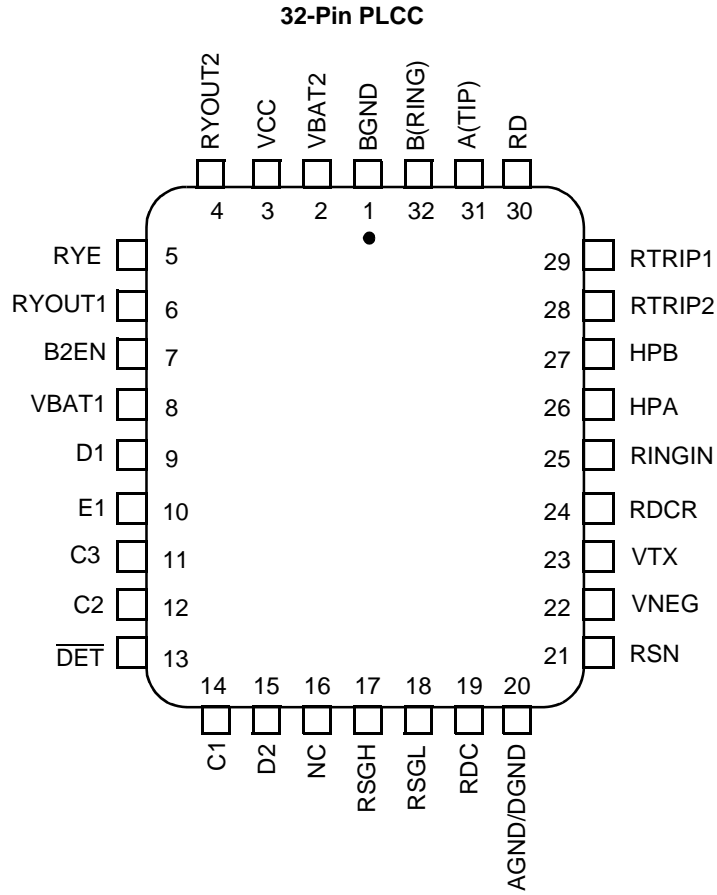 32-Pin PLCC
RYOUT2 VCC VBAT2 BGND B(RING) A(TIP) RD
4 3 2 1 32 31 30
RYE 5
RYOUT1 6
B2EN 7
VBAT1 8
D1 9
E1 10
C3 11
C2 12
DET 13
29 RTRIP1
28 RTRIP2
27 HPB
26 HPA
25 RINGIN
24 RDCR
23 VTX
22 VNEG
21 RSN
14 15 16 17 18 19 20
C1 D2 NC RSGH RSGL RDC AGND/DGND